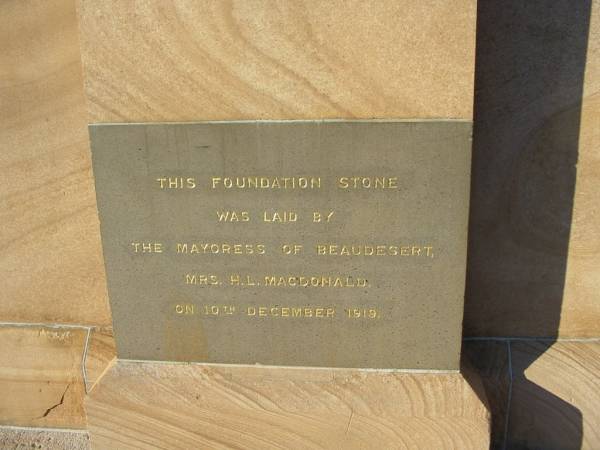 THIS FOUNDATION STONE
WAS LAID BY
THE MAYORESS OF BEAUDESERT,
MRS. H.L. MACDONALD.
ON 10TH DECEMBER 1919.